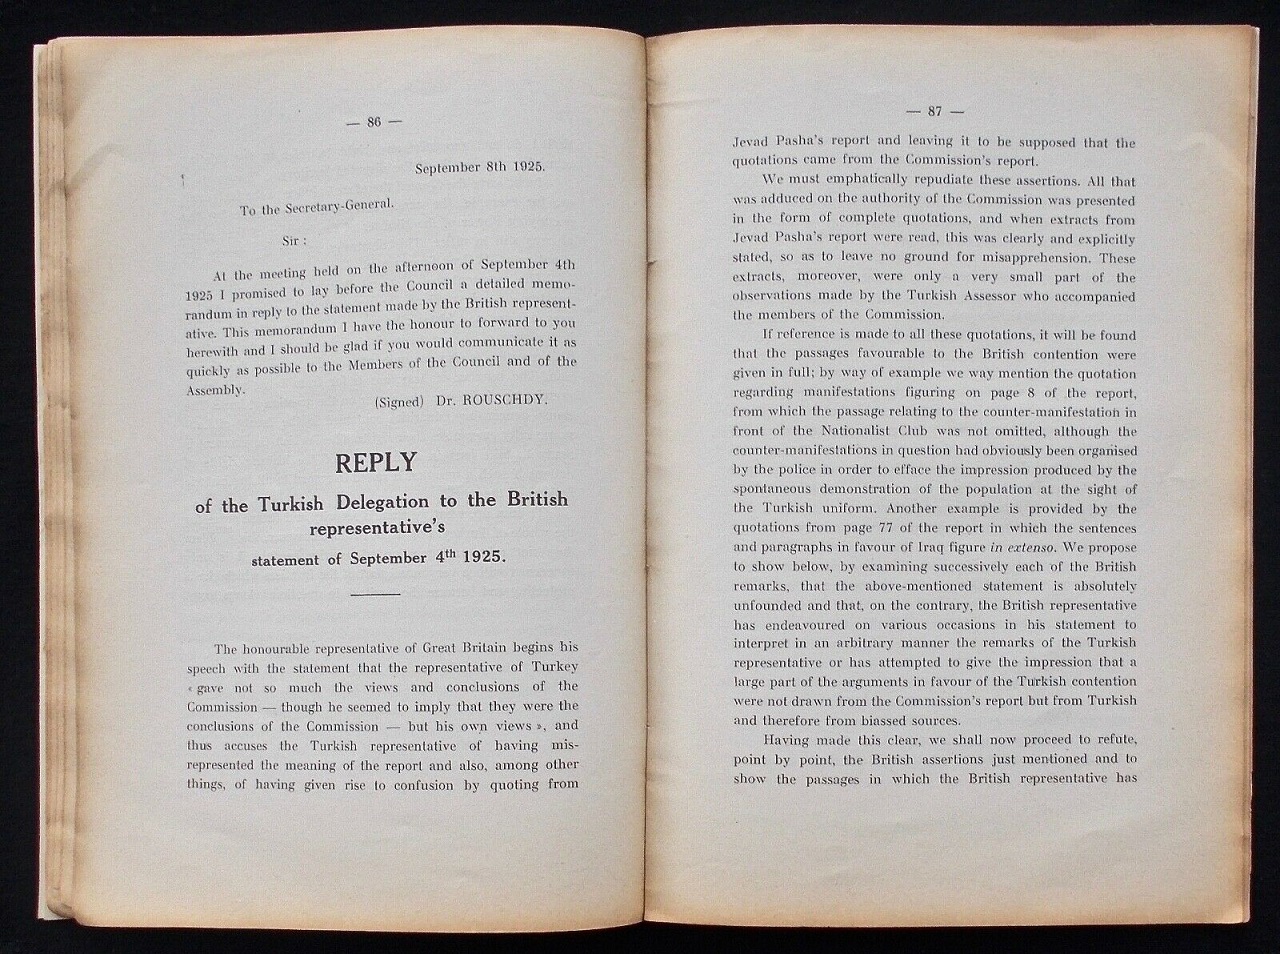 — 86 —
September 8th 1925.
To the Secretary-General.
Sir :
At the meeting held on the afternoon of September 4th
1925 I promised to lay before the Council a detailed memo-
randum in reply to the statement made by the British represent-
ative. This memorandum I have the honour to forward to you
herewith and I should be glad if you would communicate it as
quickly as possible to the Members of the Council and of the
Assembly.
(Signed) Dr. ROUSCHDY.
REPLY
of the Turkish Delegation to the British
representative's
statement of September 4th 1925.
The honourable representative of Great Britain begins his
speech with the statement that the representative of Turkey
« gave not so much the views and conclusions of the
Commission — though he seemed to imply that they were the
conclusions of the Commission — but his own views », and
thus accuses the Turkish representative of having mis-
represented the meaning of the report and also, among other
things, of having given rise to confusion by quoting from
— 87 —
Jevad Pasha's report and leaving it to be supposed that the
quotations came from the Commission's report.
We must emphatically repudiate these assertions. All that
was adduced on the authority of the Commission was presented
in the form of complete quotations, and when extracts from
Jevad Pasha's report were read, this was clearly and explicitly
stated, so as to leave no ground for misapprehension. These
extracts, moreover, were only a very small part of the
observations made by the Turkish Assessor who accompanied
the members of the Commission.
If reference is made to all these quotations, it will be found
that the passages favourable to the British contention were
given in full; by way of example we way mention the quotation
regarding manifestations figuring on page 8 of the report,
from which the passage relating to the counter-manifestation in
front of the Nationalist Club was not omitted, although the
counter-manifestations in question had obviously been organised
by the police in order to efface the impression produced by the
spontaneous demonstration of the population at the sight of
the Turkish uniform. Another example is provided by the
quotations from page 77 of the report in which the sentences
and paragraphs in favour of Iraq figure in extenso. We propose
to show below, by examining successively each of the British
remarks, that the above-mentioned statement is absolutely
unfounded and that, on the contrary, the British representative
has endeavoured on various occasions in his statement to
interpret in an arbitrary manner the remarks of the Turkish
representative or has attempted to give the impression that a
large part of the arguments in favour of the Turkish contention
were not drawn from the Commission's report but from Turkish
and therefore from biassed sources.
Having made this clear, we shall now proceed to refute,
point by point, the British assertions just mentioned and to
show the passages in which the British representative has